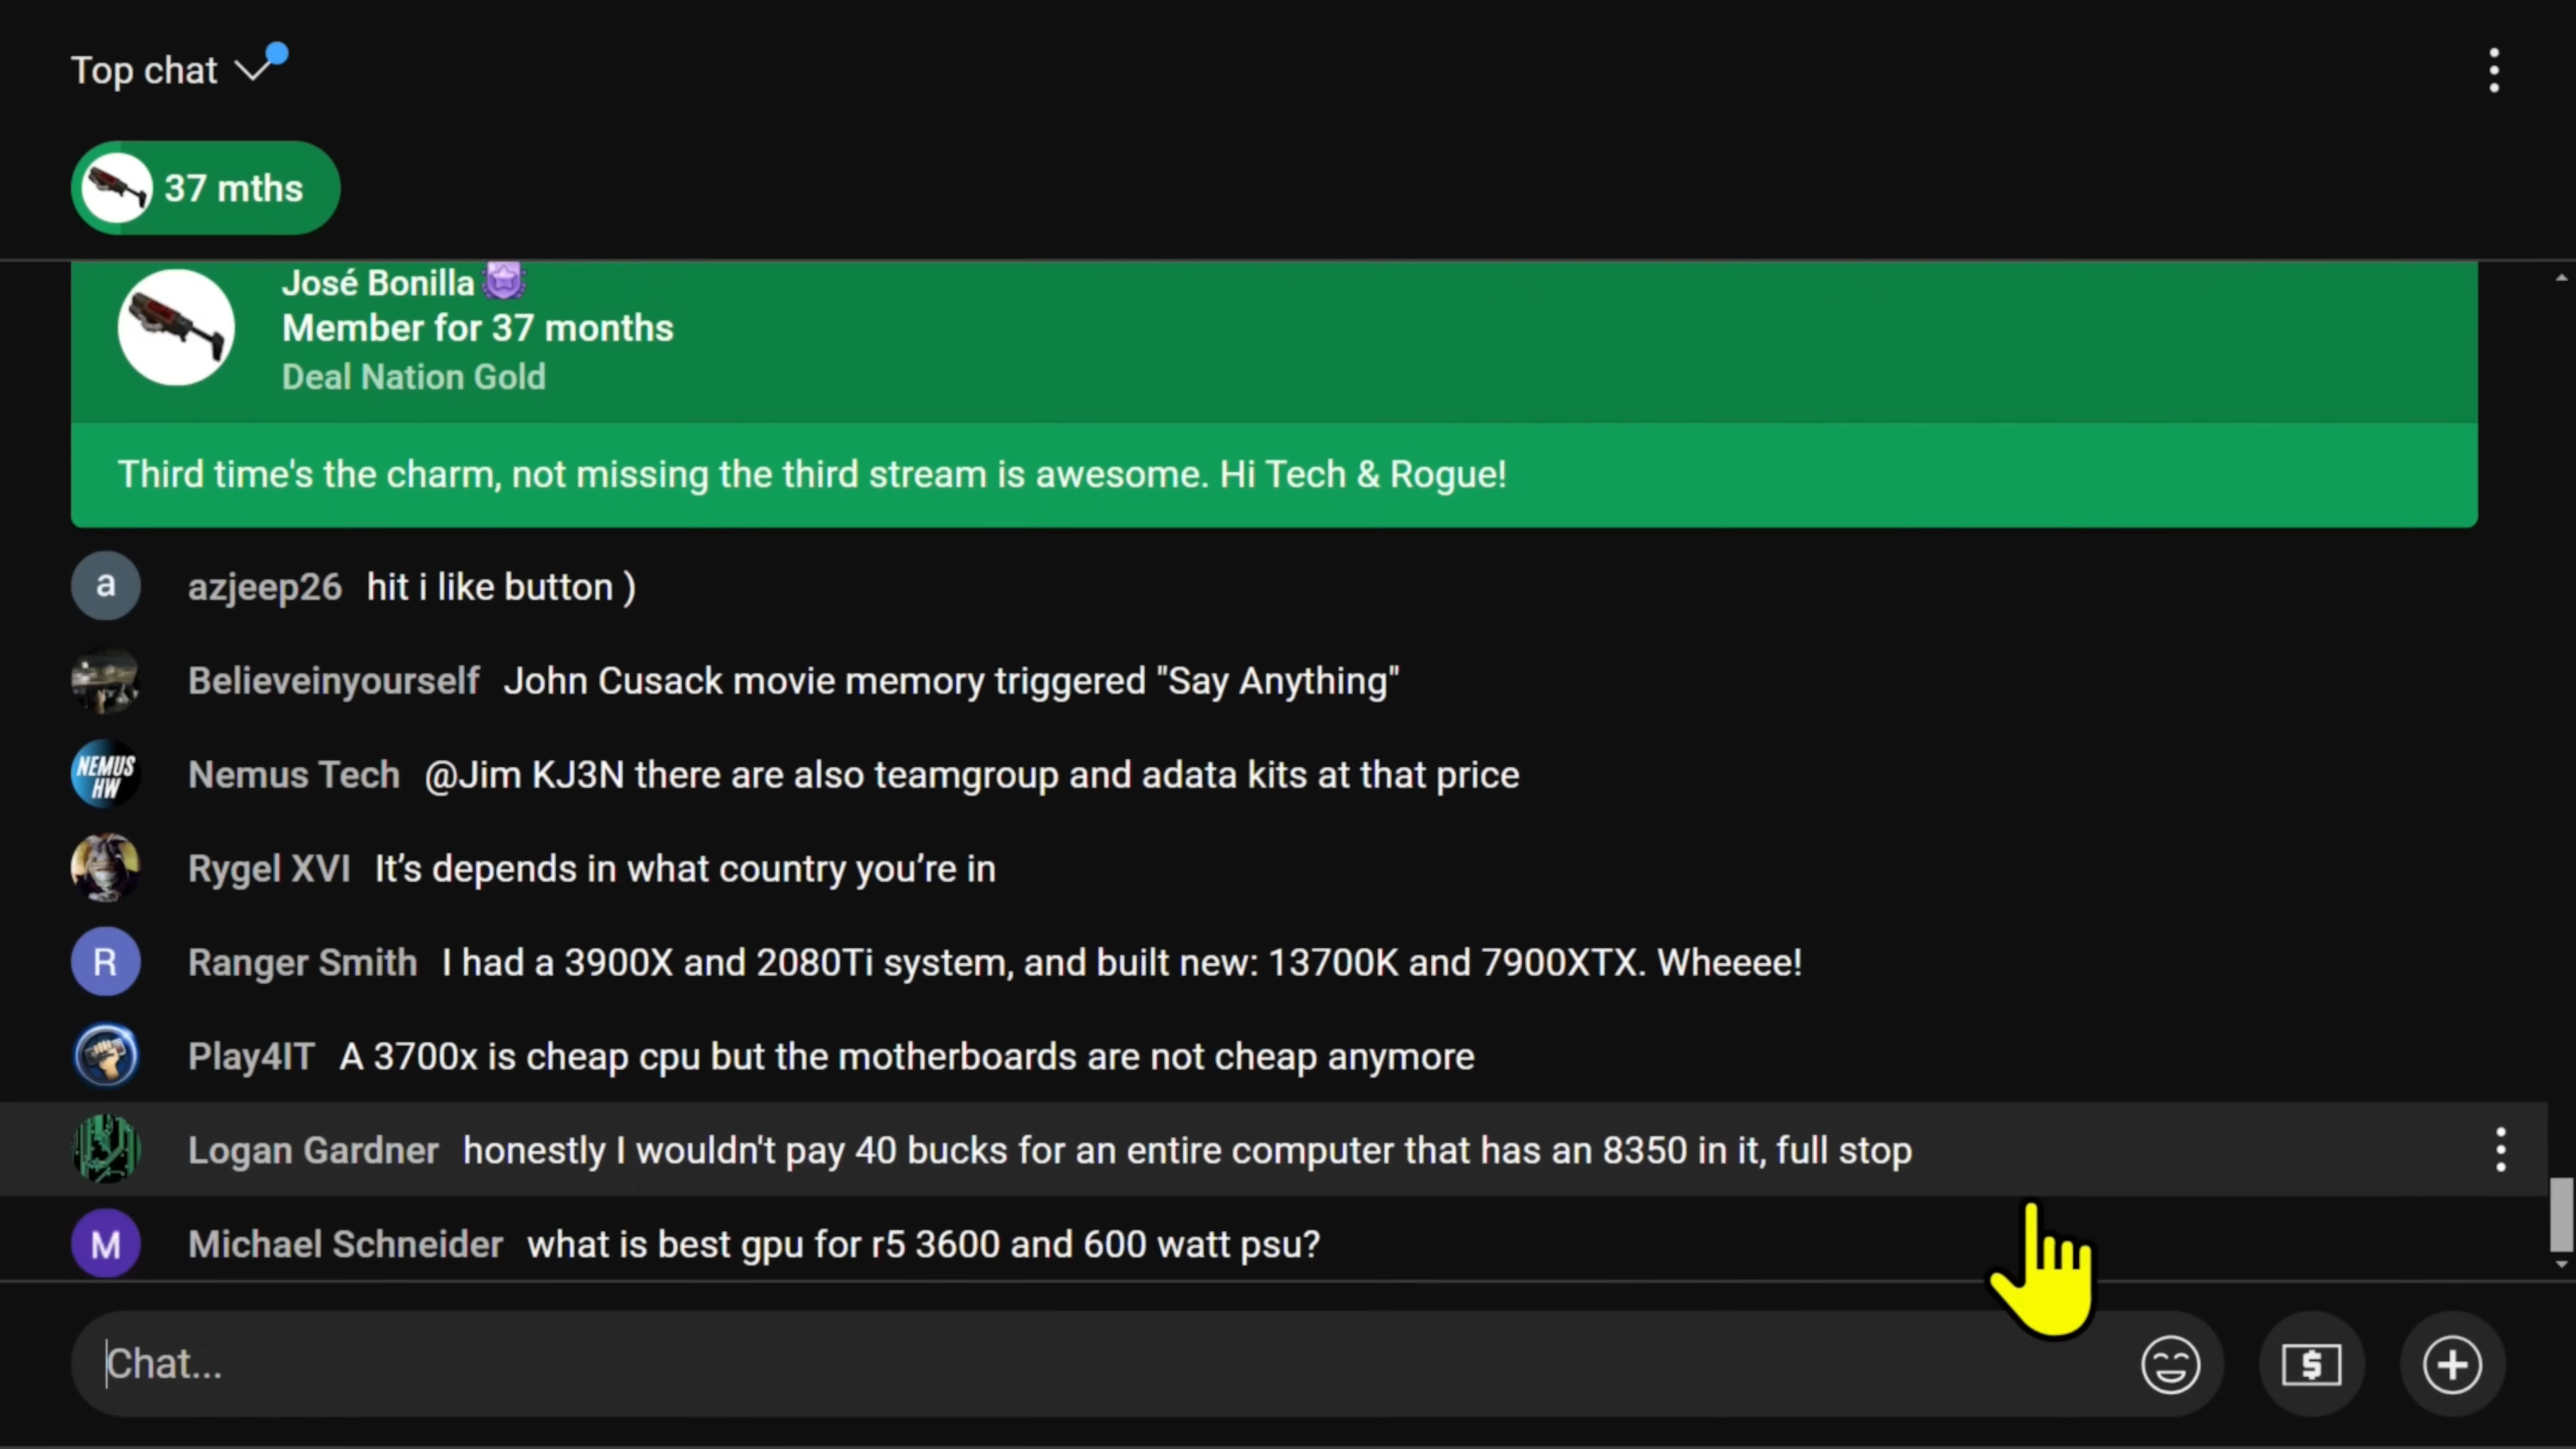 Top chat
37 mths
José Bonilla
Member for 37 months
Deal Nation Gold
Third time's the charm, not missing the third stream is awesome. Hi Tech & Rogue!
a
azjeep26 hit i like button )
Believeinyourself John Cusack movie memory triggered "Say Anything"
NEMUS
HW
Nemus Tech @Jim KJ3N there are also teamgroup and adata kits at that price
Rygel XVI It’s depends in what country you’re in
R
Ranger Smith I had a 3900X and 2080Ti system, and built new: 13700K and 7900XTX. Wheeee!
Play4IT A 3700x is cheap cpu but the motherboards are not cheap anymore
Logan Gardner honestly I wouldn't pay 40 bucks for an entire computer that has an 8350 in it, full stop
M
Michael Schneider what is best gpu for r5 3600 and 600 watt psu?
Chat...
$